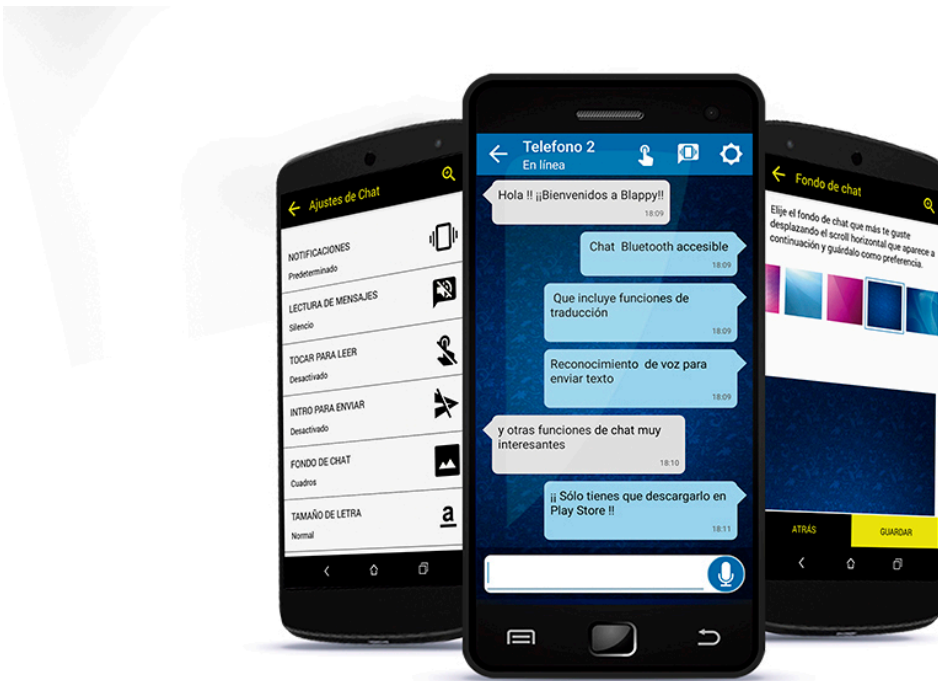 Ajustes de Chat
NOTIFICACIONES
Predeterminado
LECTURA DE MENSAJES
Silencio
TOCAR PARA LEER
Desactivado
INTRO PARA ENVIAR
Desactivado
FONDO DE CHAT
Cuadros
TAMAÑO DE LETRA
a
Normal
Telefono 2
En línea
Hola !! ¡¡Bienvenidos a Blappy!!
18:09
Chat Bluetooth accesible
18:09
Que incluye funciones de
traducción
18:09
Reconocimiento de voz para
enviar texto
18:09
y otras funciones de chat muy
interesantes
18:10
¡¡ Sólo tienes que descargarlo en
Play Store !!
18:11
Fondo de chat
Elije el fondo de chat que más te guste
desplazando el scroll horizontal que aparece a
continuación y guárdalo como preferencia.
ATRÁS
GUARDAR